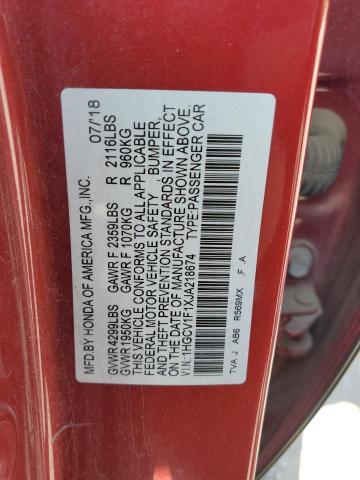 MFD BY HONDA OF AMERICA MFG.,INC. 07/18
GVWR 4299LBS GAWR F 2359LBS R 2116LBS
GVWR 1950KG GAWR F 1070KG R 960KG
THIS VEHICLE CONFORMS TO ALL APPLICABLE
FEDERAL MOTOR VEHICLE SAFETY BUMPER,
AND THEFT PREVENTION STANDARDS IN EFFECT
ON THE DATE OF MANUFACTURE SHOWN ABOVE.
V.I.N:1HGCV1F1XJA218674 TYPE:PASSENGER CAR
TVA J AB6 R569MX .F .A